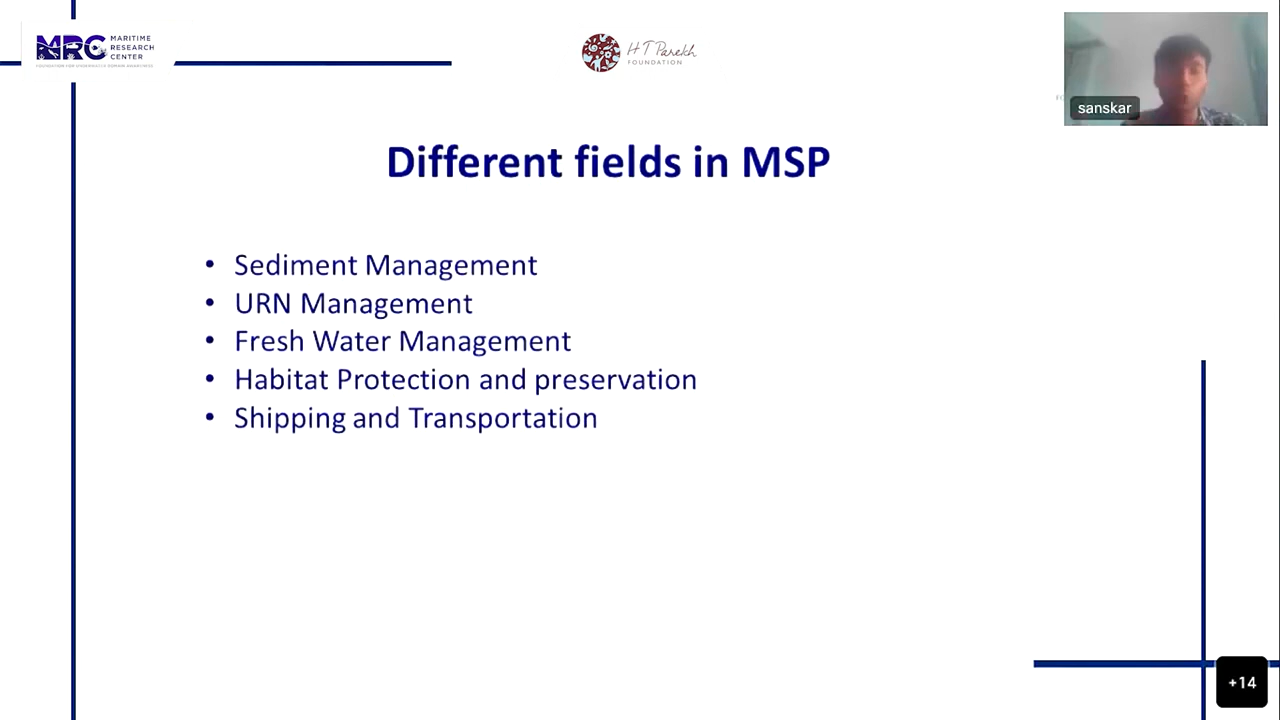 MRC
MARITIME
RESEARCH
CENTER
H T Parekh
FOUNDATION
sanskar
Different fields in MSP
• Sediment Management
• URN Management
• Fresh Water Management
• Habitat Protection and preservation
• Shipping and Transportation
+14